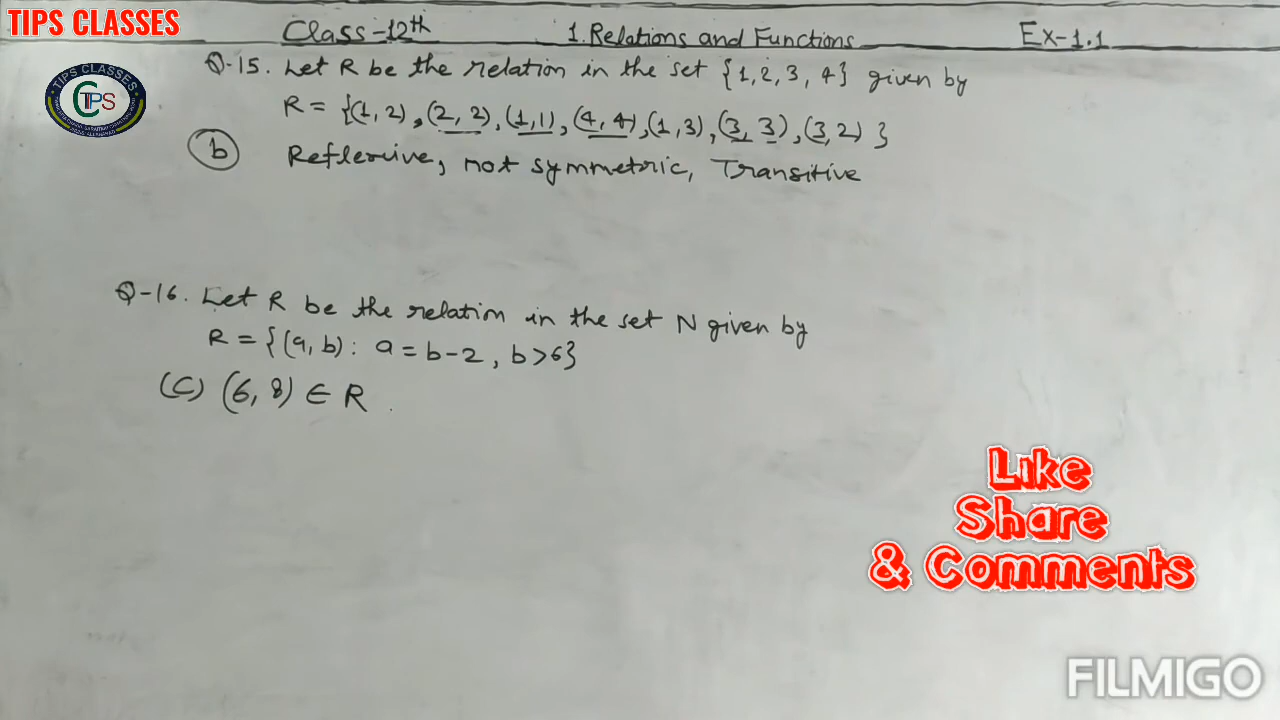 TIPS CLASSES
Class-12th 1. Relations and Functions Ex-1.1
TIPS CLASSES
TIPS
Q-15. Let R be the relation in the set {1, 2, 3, 4} given by
R = {(1, 2), (2, 2), (1, 1), (4, 4), (1, 3), (3, 3), (3, 2)}
(b) Reflexive, not symmetric, Transitive
Q-16. Let R be the relation in the set N given by
R = {(a, b) : a = b - 2, b > 6}
(C) (6, 8) ∈ R
Like
Share
& Comments
FILMIGO